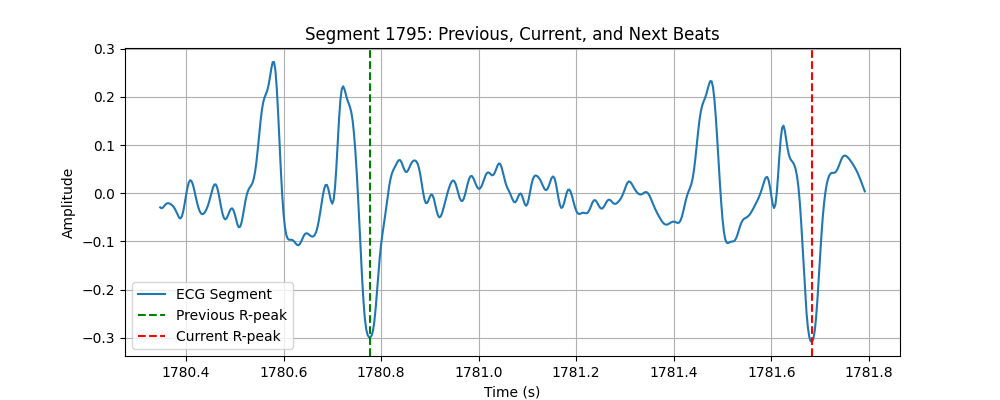 Segment 1795: Previous, Current, and Next Beats
0.3
0.2
0.1
0.0
−0.1
−0.2
−0.3
Amplitude
ECG Segment
Previous R-peak
Current R-peak
1780.4 1780.6 1780.8 1781.0 1781.2 1781.4 1781.6 1781.8
Time (s)